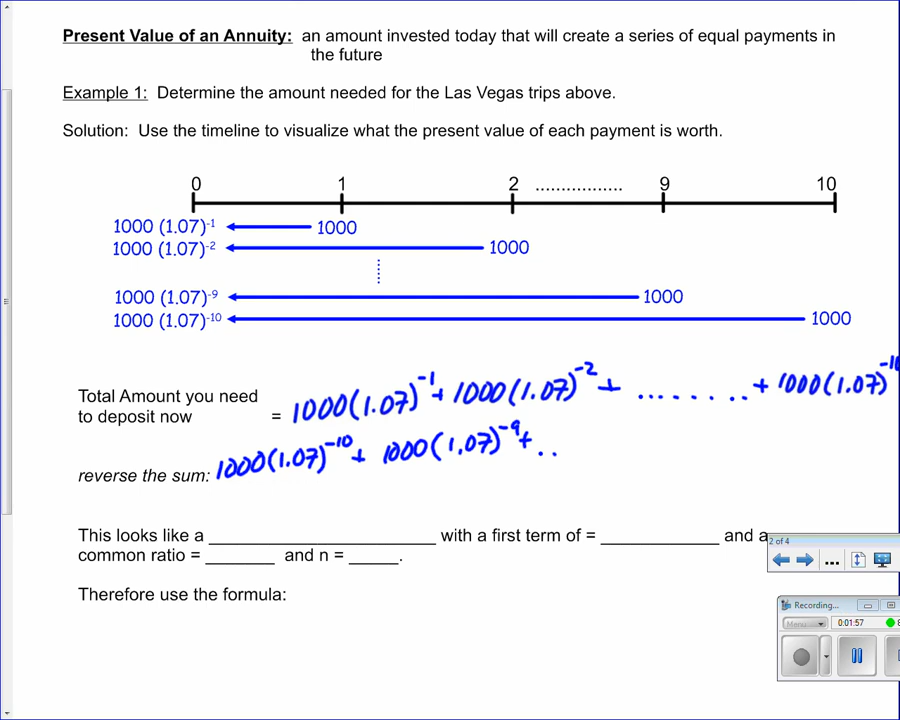 Present Value of an Annuity: an amount invested today that will create a series of equal payments in
the future
Example 1: Determine the amount needed for the Las Vegas trips above.
Solution: Use the timeline to visualize what the present value of each payment is worth.
0 1 2 .................. 9 10
1000 (1.07)⁻¹ 1000
1000 (1.07)⁻² 1000
1000 (1.07)⁻⁹ 1000
1000 (1.07)⁻¹⁰ 1000
Total Amount you need
to deposit now = 1000(1.07)⁻¹ + 1000(1.07)⁻² + ........ + 1000(1.07)⁻¹⁰
reverse the sum: 1000(1.07)⁻¹⁰ + 1000(1.07)⁻⁹ + ..
This looks like a ________________________ with a first term of = _____________ and a
common ratio = ________ and n = ______.
Therefore use the formula:
2 of 4
...
Recording...
Menu
0:01:57